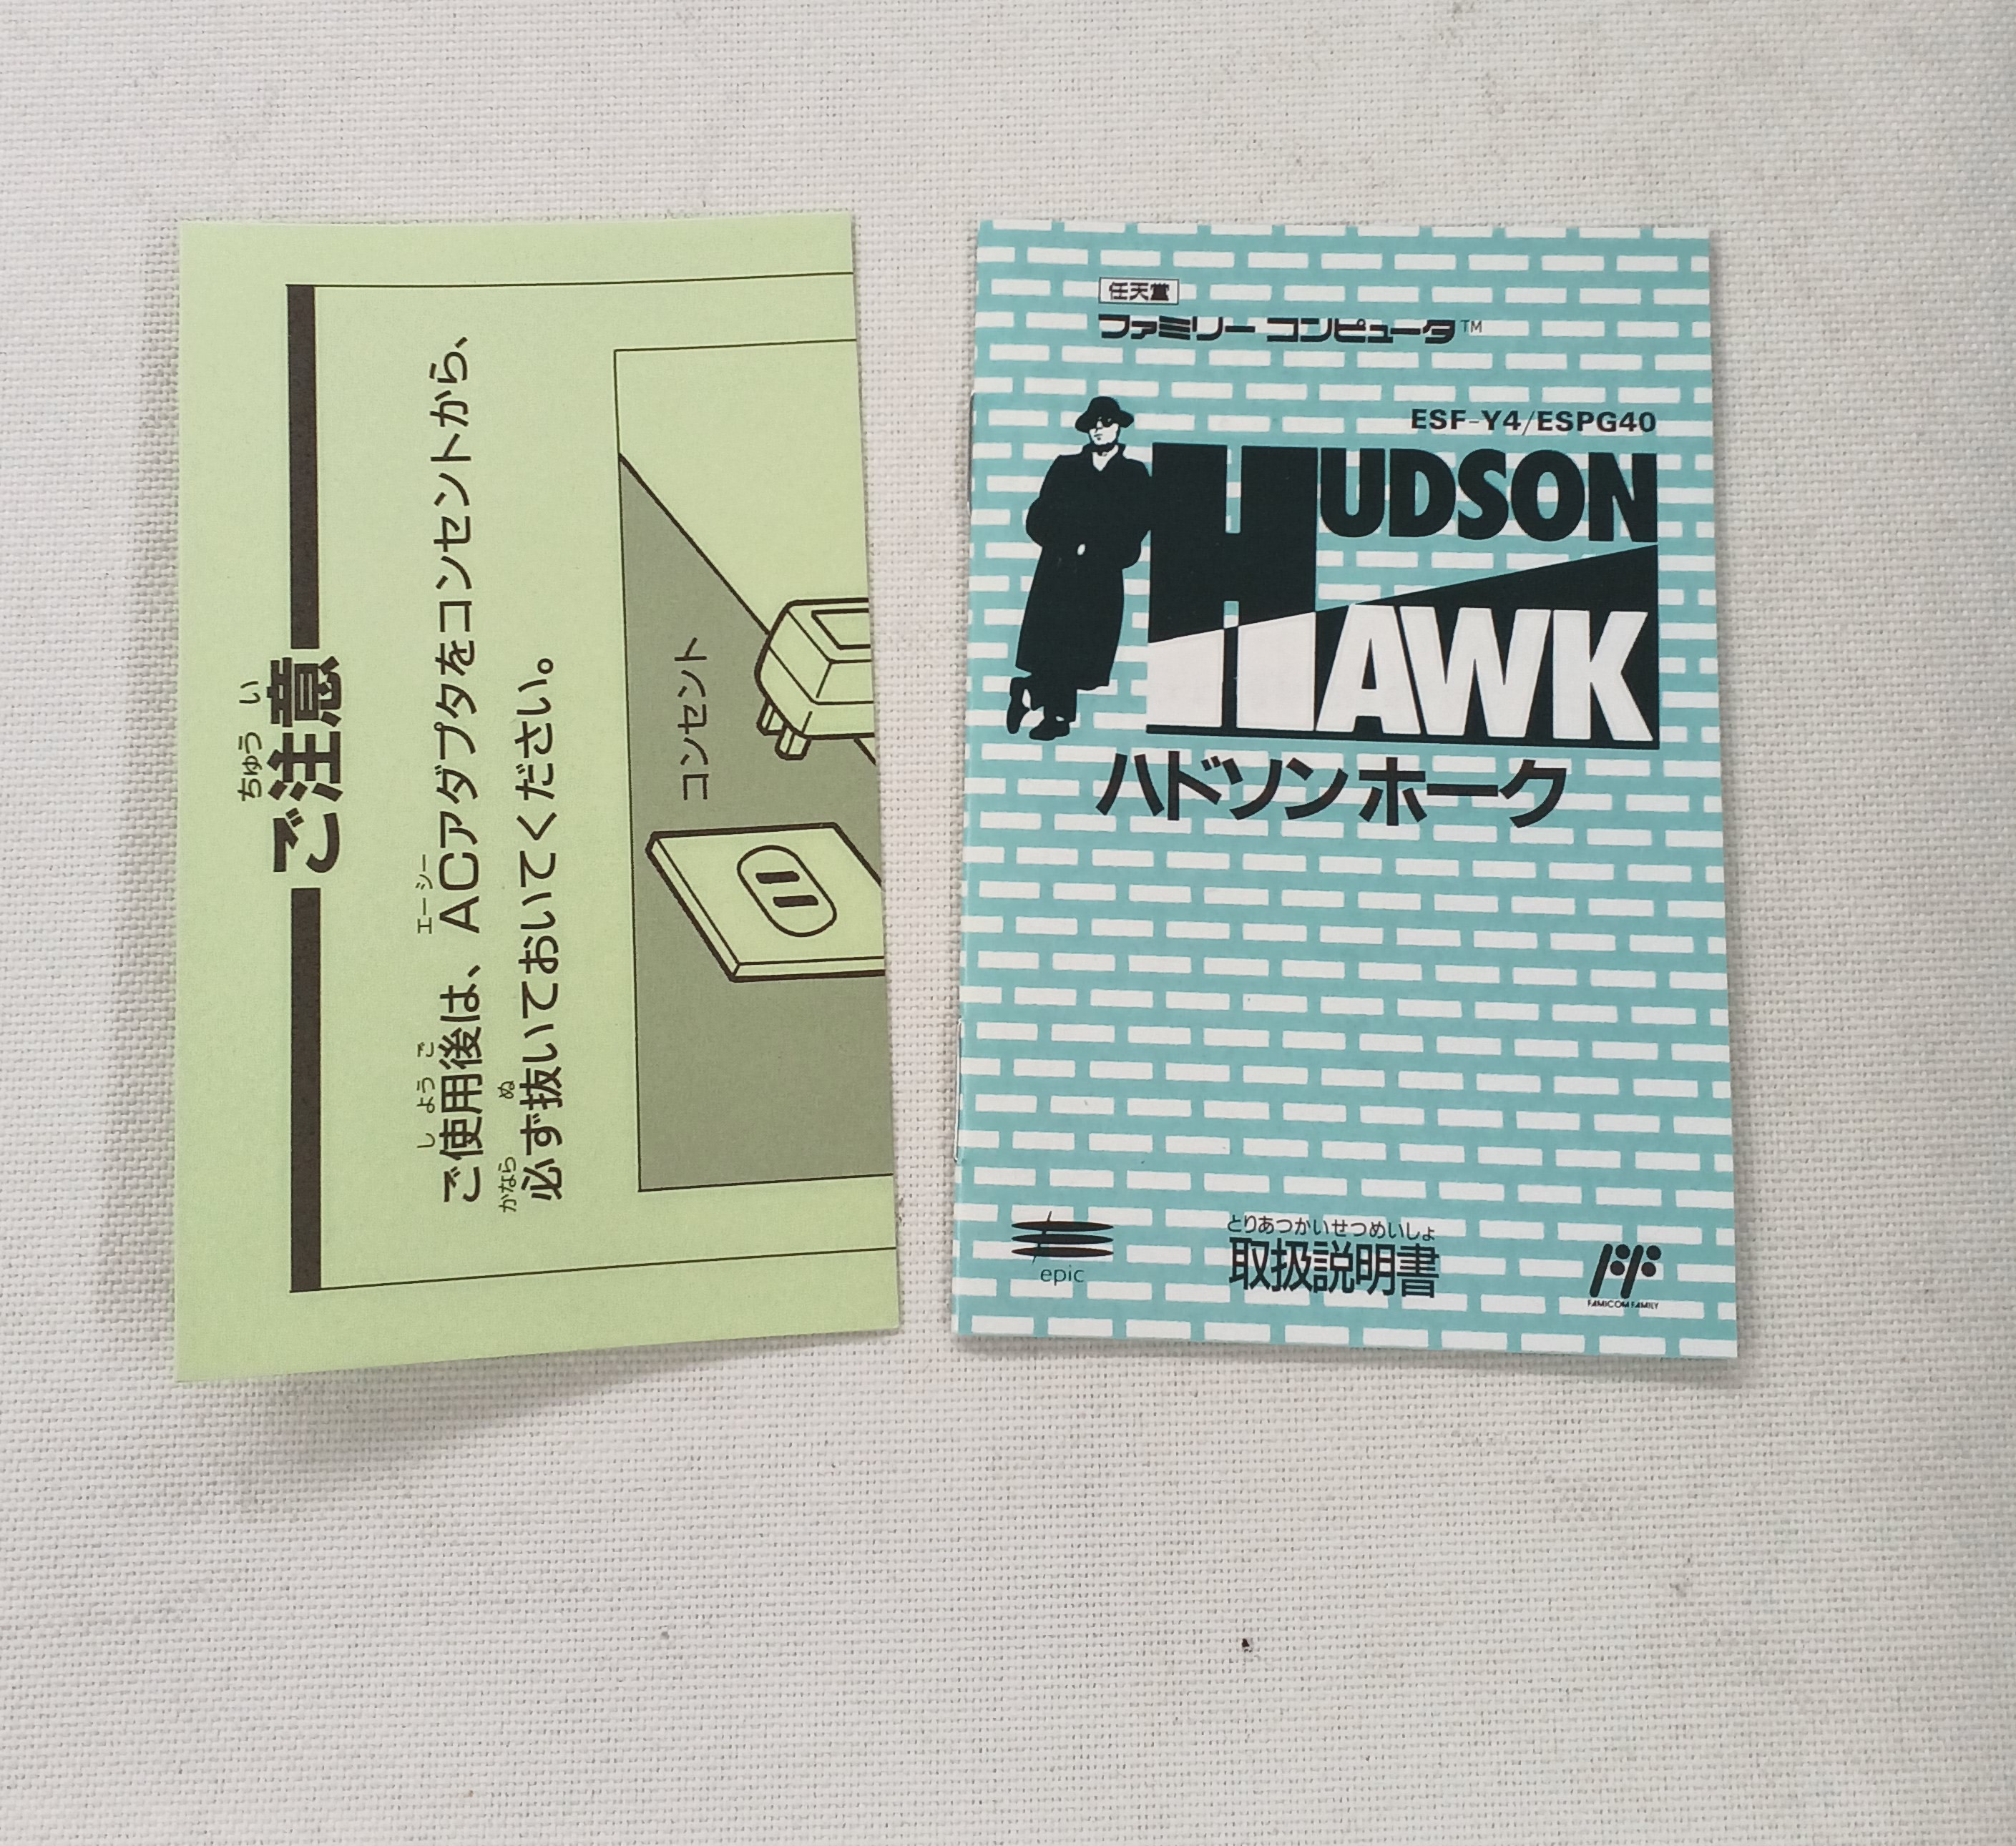 ちゅう い
ご注意
し よう ご エーシー
ご使用後は、ACアダプタをコンセントから、
かなら ぬ
必ず抜いておいてください。
コンセント
任天堂
ファミリー コンピュータ™
ESF-Y4/ESPG40
HUDSON
HAWK
ハドソンホーク
epic
とりあつかいせつめいしょ
取扱説明書
FAMICOM FAMILY